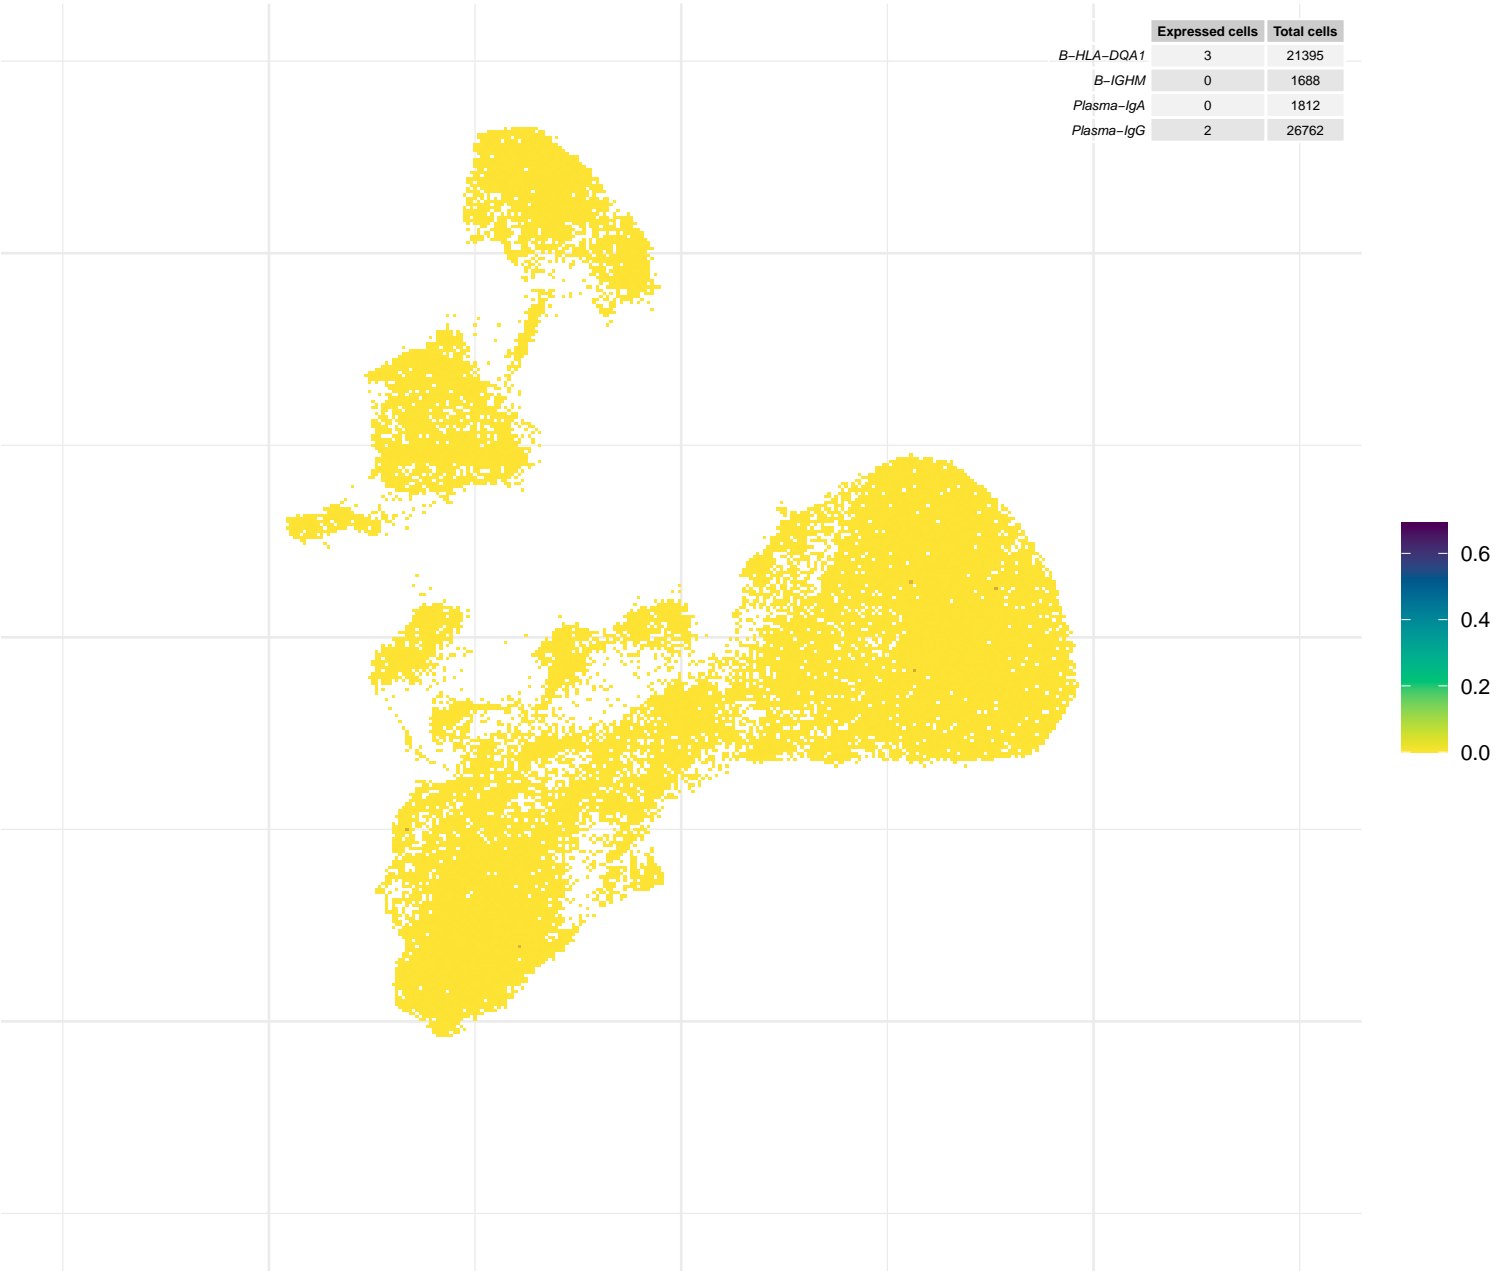 Expressed cells Total cells
B-HLA-DQA1 3 21395
B-IGHM 0 1688
Plasma-IgA 0 1812
Plasma-IgG 2 26762
0.6
0.4
0.2
0.0